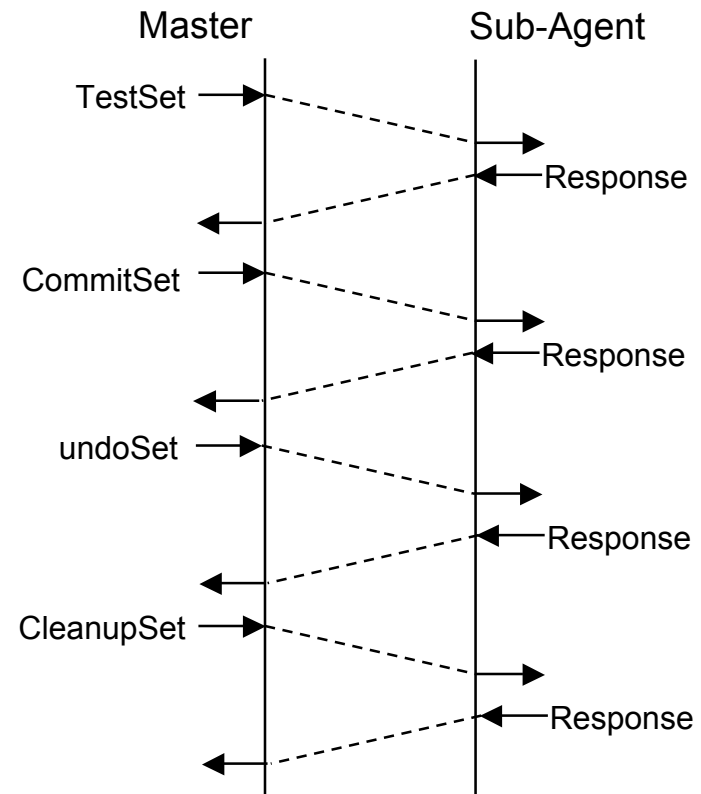 Master
Sub-Agent
TestSet
Response
CommitSet
Response
undoSet
Response
CleanupSet
Response